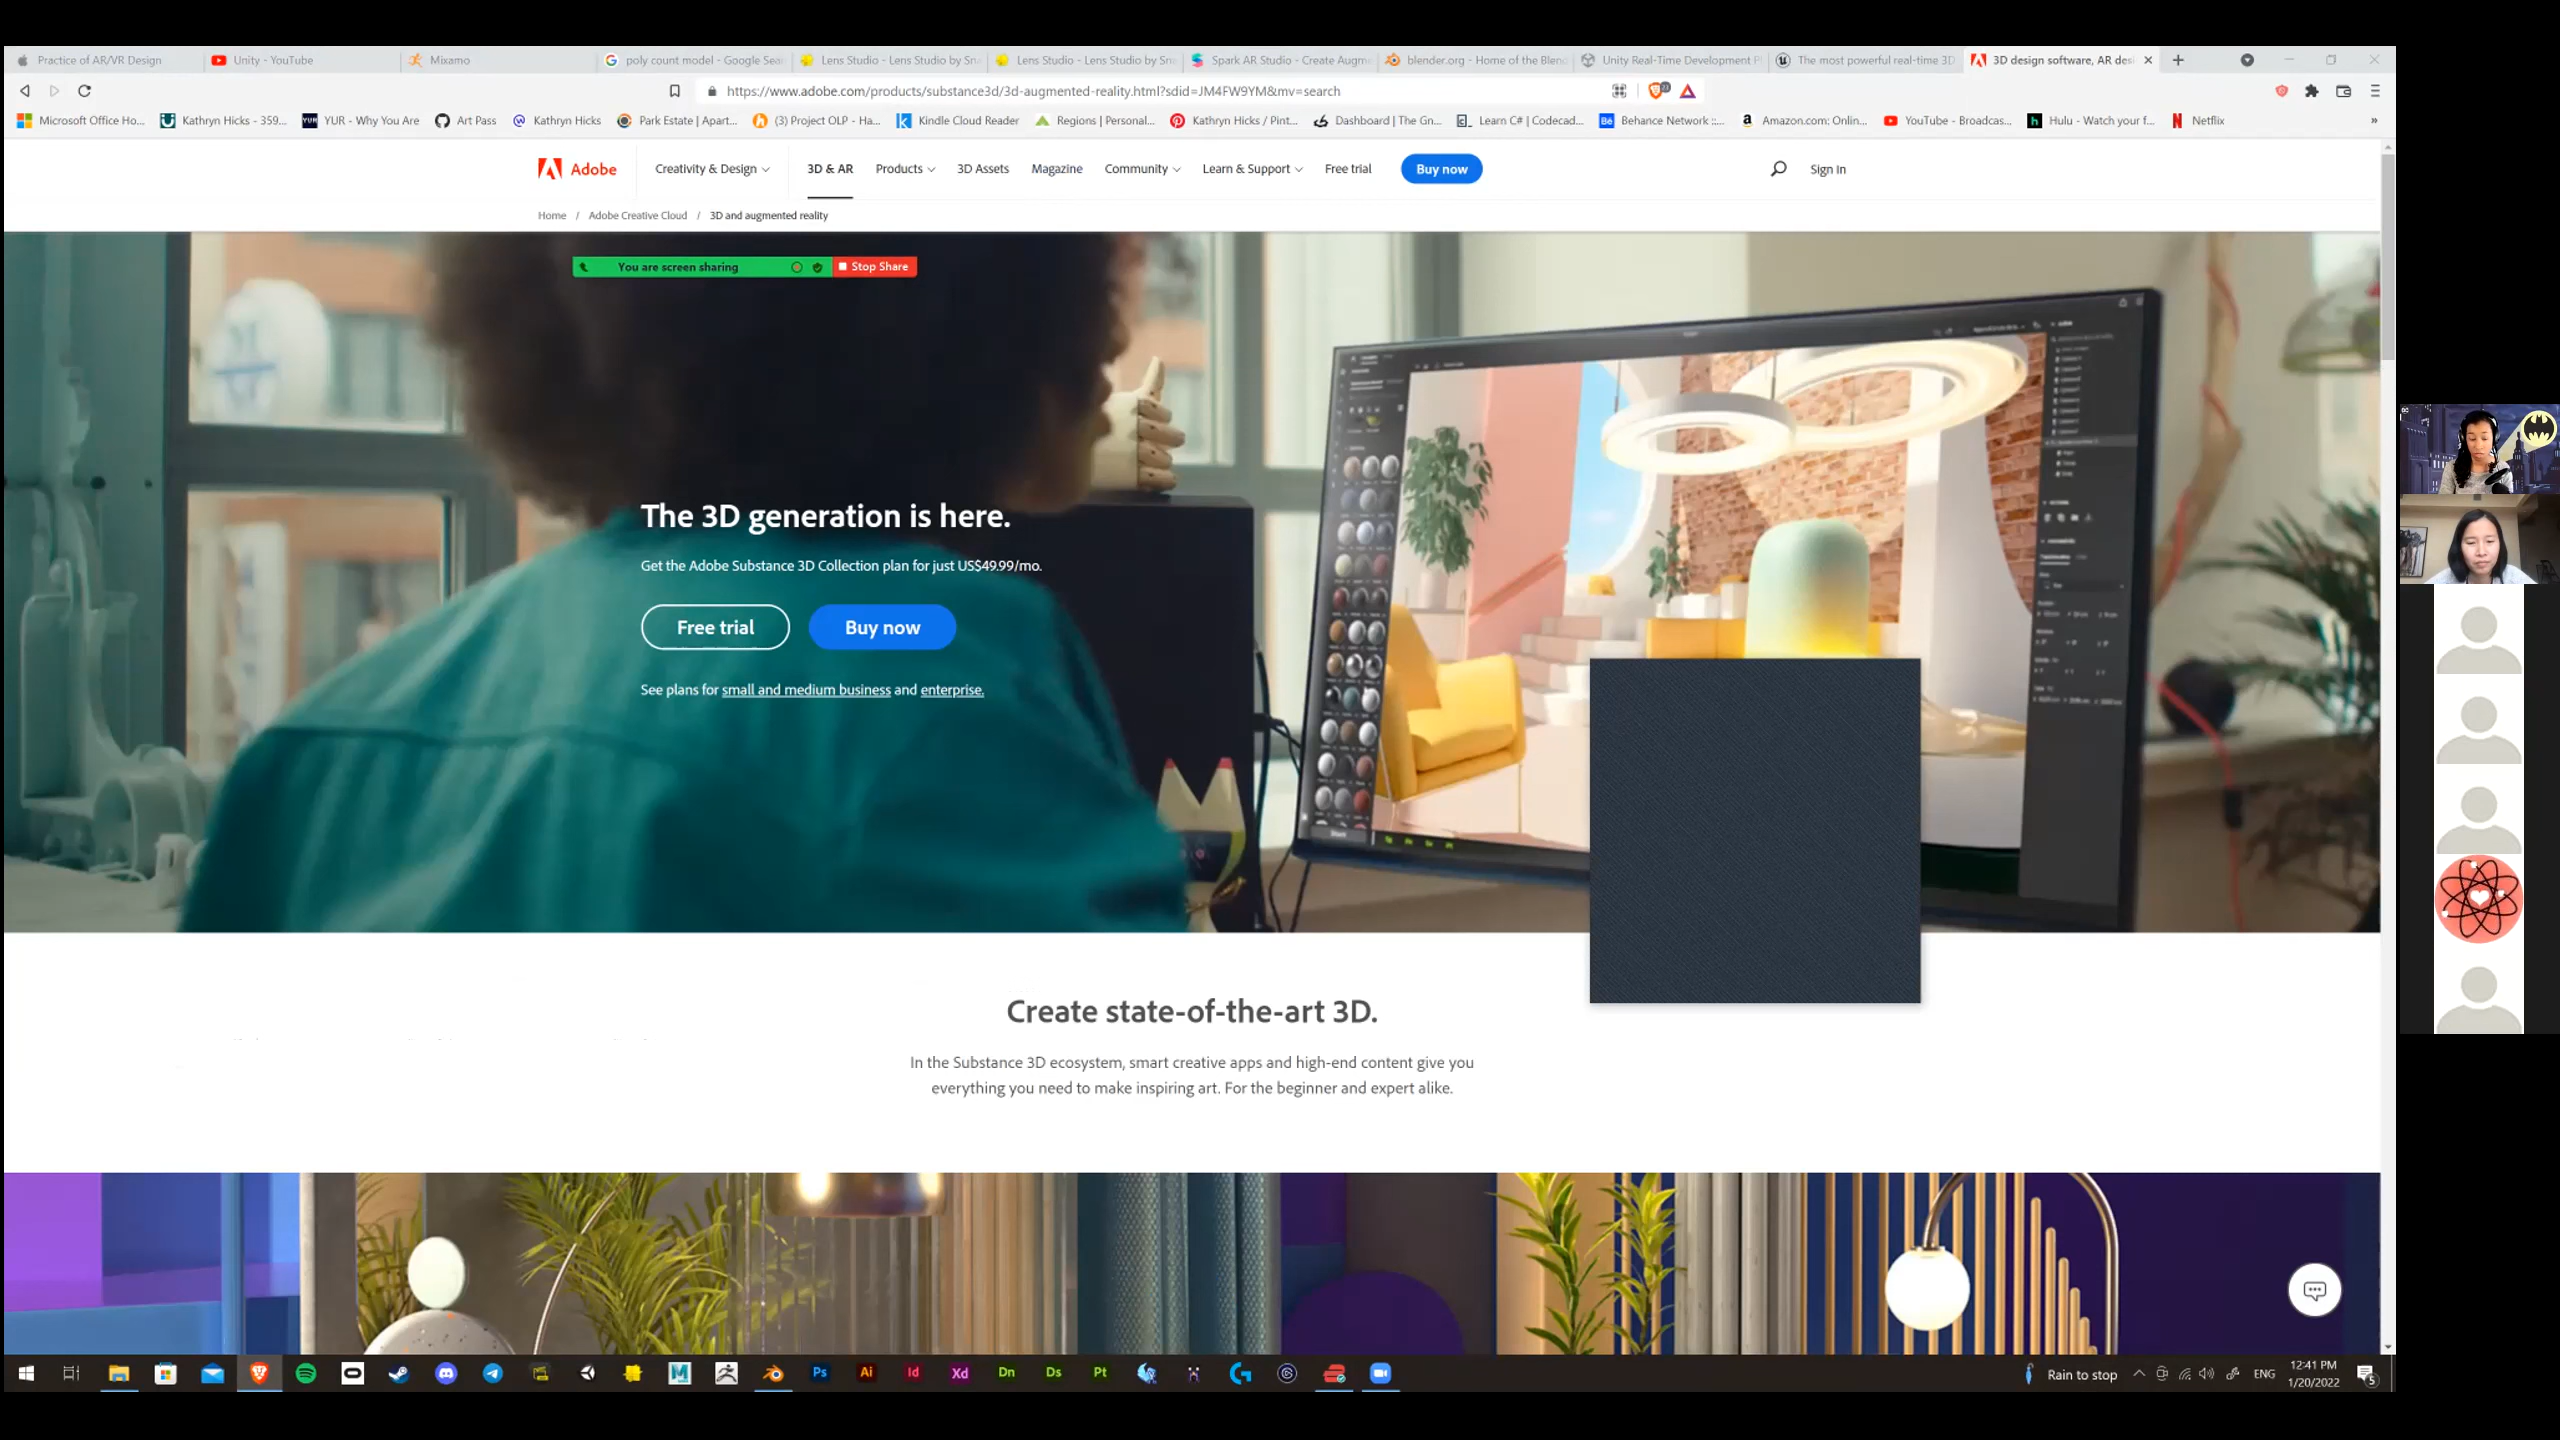 Practice of AR/VR Design
Unity - YouTube
Mixamo
poly count model - Google Sea
Lens Studio - Lens Studio by Sna
Lens Studio - Lens Studio by Sna
Spark AR Studio - Create Augme
blender.org - Home of the Blend
Unity Real-Time Development P
The most powerful real-time 3D
3D design software, AR desi
https://www.adobe.com/products/substance3d/3d-augmented-reality.html?sdid=JM4FW9YM&mv=search
Microsoft Office Ho...
Kathryn Hicks - 359...
YUR - Why You Are
Art Pass
Kathryn Hicks
Park Estate | Apart...
(3) Project OLP - Ha...
Kindle Cloud Reader
Regions | Personal...
Kathryn Hicks / Pint...
Dashboard | The Gn...
Learn C# | Codecad...
Behance Network ::...
Amazon.com: Onlin...
YouTube - Broadcas...
Hulu - Watch your f...
Netflix
Adobe
Creativity & Design
3D & AR
Products
3D Assets
Magazine
Community
Learn & Support
Free trial
Buy now
Sign In
Home / Adobe Creative Cloud / 3D and augmented reality
You are screen sharing
Stop Share
The 3D generation is here.
Get the Adobe Substance 3D Collection plan for just US$49.99/mo.
Free trial
Buy now
See plans for small and medium business and enterprise.
Create state-of-the-art 3D.
In the Substance 3D ecosystem, smart creative apps and high-end content give you
everything you need to make inspiring art. For the beginner and expert alike.
Ps
Ai
Id
Xd
Dn
Ds
Pt
Rain to stop
ENG
12:41 PM
1/20/2022
5